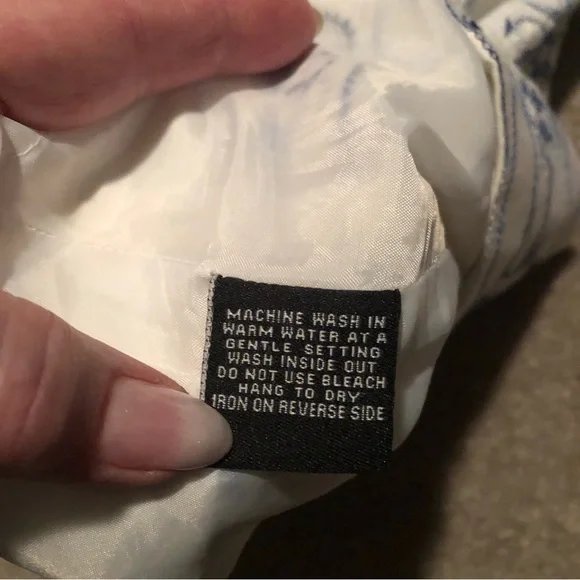 MACHINE WASH IN
WARM WATER AT A
GENTLE SETTING
WASH INSIDE OUT
DO NOT USE BLEACH
HANG TO DRY
IRON ON REVERSE SIDE